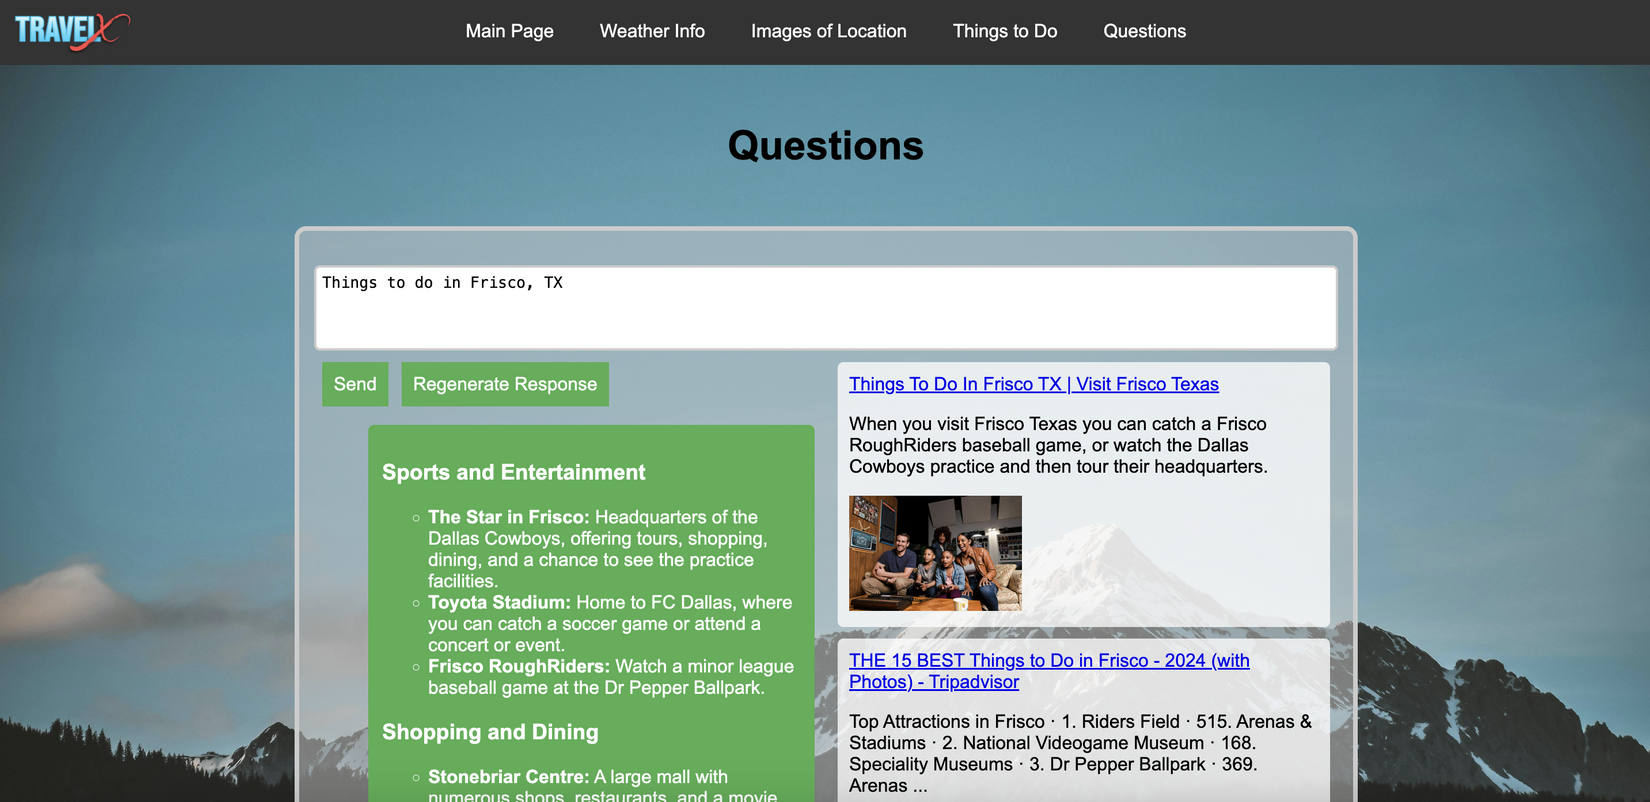 TRAVELX
Main Page
Weather Info
Images of Location
Things to Do
Questions
Questions
Things to do in Frisco, TX
Send
Regenerate Response
Sports and Entertainment
The Star in Frisco: Headquarters of the
Dallas Cowboys, offering tours, shopping,
dining, and a chance to see the practice
facilities.
Toyota Stadium: Home to FC Dallas, where
you can catch a soccer game or attend a
concert or event.
Frisco RoughRiders: Watch a minor league
baseball game at the Dr Pepper Ballpark.
Shopping and Dining
Stonebriar Centre: A large mall with
numerous shops, restaurants, and a movie
Things To Do In Frisco TX | Visit Frisco Texas
When you visit Frisco Texas you can catch a Frisco
RoughRiders baseball game, or watch the Dallas
Cowboys practice and then tour their headquarters.
THE 15 BEST Things to Do in Frisco - 2024 (with
Photos) - Tripadvisor
Top Attractions in Frisco · 1. Riders Field · 515. Arenas &
Stadiums · 2. National Videogame Museum · 168.
Speciality Museums · 3. Dr Pepper Ballpark · 369.
Arenas ...